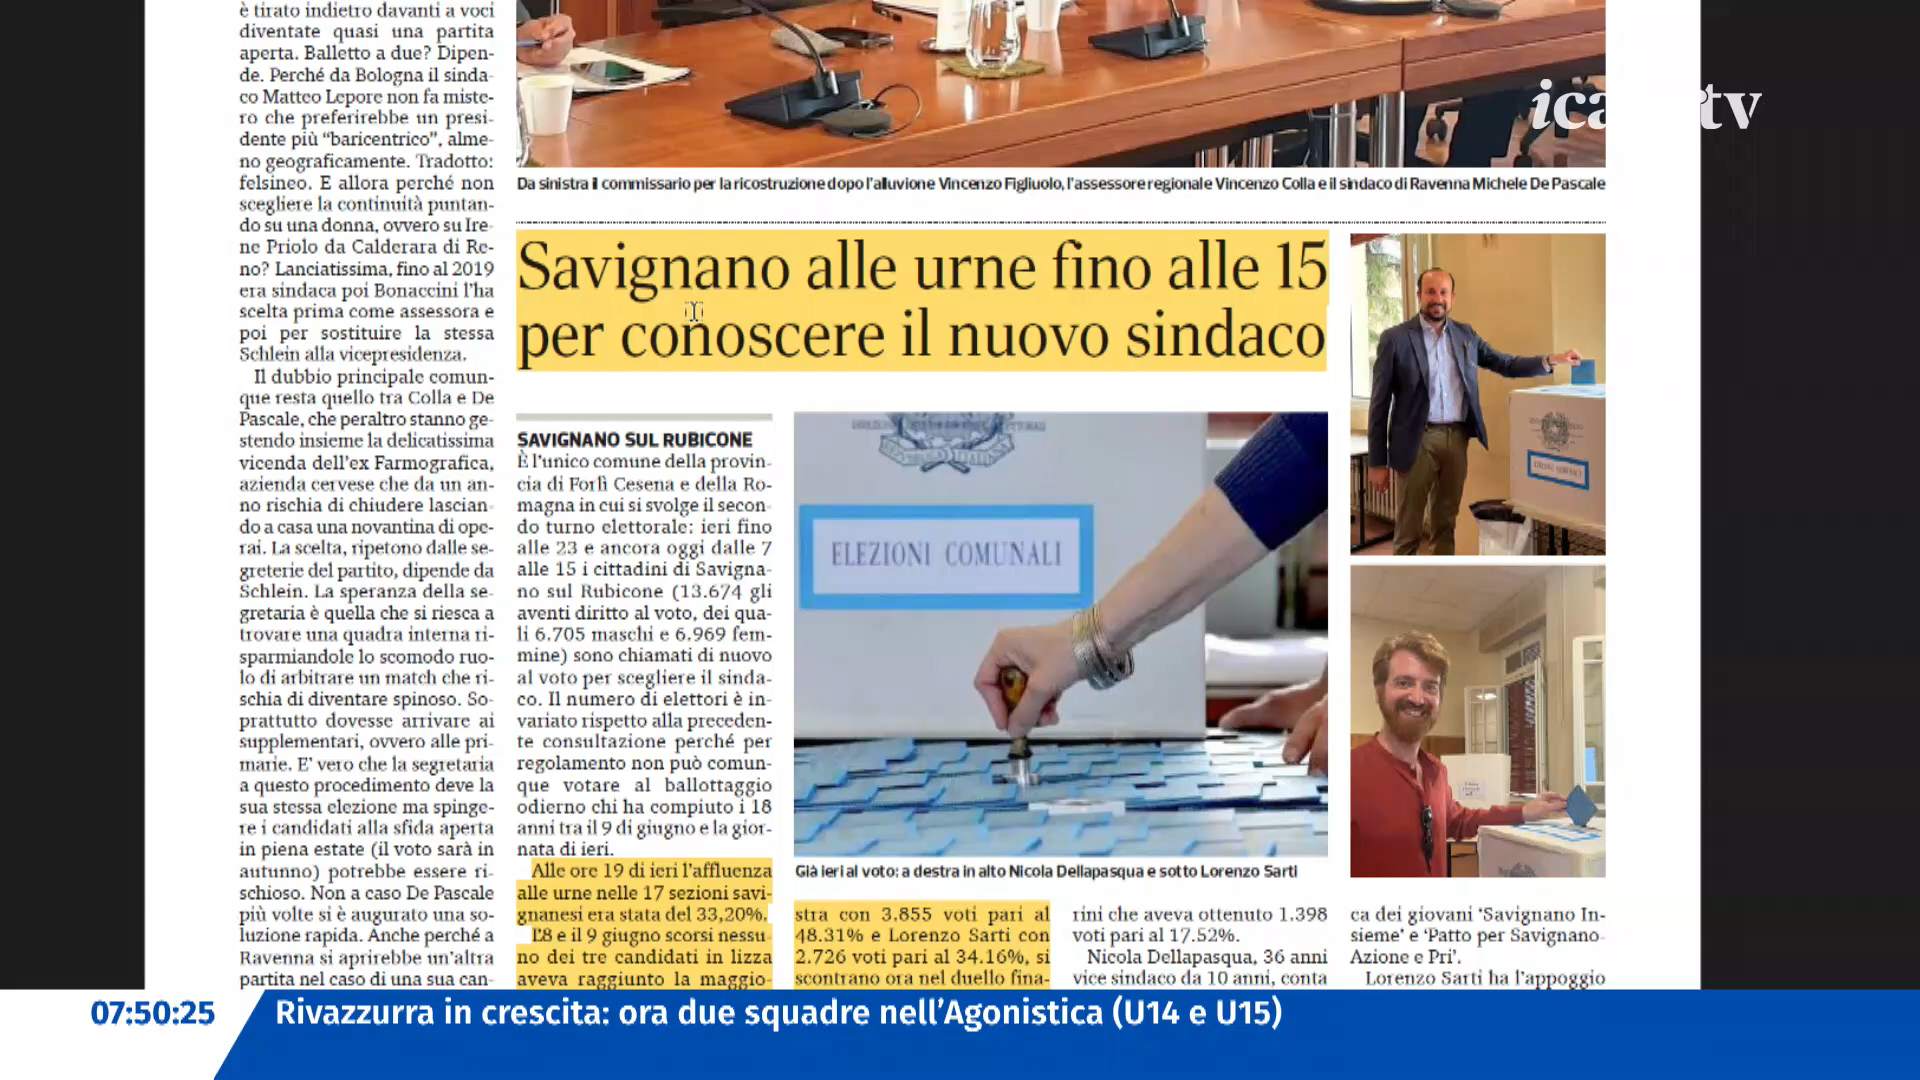 è tirato indietro davanti a voci
diventate quasi una partita
aperta. Balletto a due? Dipen-
de. Perché da Bologna il sinda-
co Matteo Lepore non fa miste-
ro che preferirebbe un presi-
dente più “baricentrico”, alme-
no geograficamente. Tradotto:
felsineo. E allora perché non
scegliere la continuità puntan-
do su una donna, ovvero su Ire-
ne Priolo da Calderara di Re-
no? Lanciatissima, fino al 2019
era sindaca poi Bonaccini l'ha
scelta prima come assessora e
poi per sostituire la stessa
Schlein alla vicepresidenza.
Il dubbio principale comun-
que resta quello tra Colla e De
Pascale, che peraltro stanno ge-
stendo insieme la delicatissima
vicenda dell'ex Farmografica,
azienda cervese che da un an-
no rischia di chiudere lascian-
do a casa una novantina di ope-
rai. La scelta, ripetono dalle se-
greterie del partito, dipende da
Schlein. La speranza della se-
gretaria è quella che si riesca a
trovare una quadra interna ri-
sparmiandole lo scomodo ruo-
lo di arbitrare un match che ri-
schia di diventare spinoso. So-
prattutto dovesse arrivare ai
supplementari, ovvero alle pri-
marie. E' vero che la segretaria
a questo procedimento deve la
sua stessa elezione ma spinge-
re i candidati alla sfida aperta
in piena estate (il voto sarà in
autunno) potrebbe essere ri-
schioso. Non a caso De Pascale
più volte si è augurato una so-
luzione rapida. Anche perché a
Ravenna si aprirebbe un'altra
partita nel caso di una sua can-
Da sinistra il commissario per la ricostruzione dopo l'alluvione Vincenzo Figliuolo, l'assessore regionale Vincenzo Colla e il sindaco di Ravenna Michele De Pascale
Savignano alle urne fino alle 15
per conoscere il nuovo sindaco
SAVIGNANO SUL RUBICONE
È l'unico comune della provin-
cia di Forlì Cesena e della Ro-
magna in cui si svolge il secon-
do turno elettorale: ieri fino
alle 23 e ancora oggi dalle 7
alle 15 i cittadini di Savigna-
no sul Rubicone (13.674 gli
aventi diritto al voto, dei qua-
li 6.705 maschi e 6.969 fem-
mine) sono chiamati di nuovo
al voto per scegliere il sinda-
co. Il numero di elettori è in-
variato rispetto alla preceden-
te consultazione perché per
regolamento non può comun-
que votare al ballottaggio
odierno chi ha compiuto i 18
anni tra il 9 di giugno e la gior-
nata di ieri.
Alle ore 19 di ieri l'affluenza
alle urne nelle 17 sezioni savi-
gnanesi era stata del 33,20%.
L'8 e il 9 giugno scorsi nessu-
no dei tre candidati in lizza
aveva raggiunto la maggio-
ELEZIONI COMUNALI
Già ieri al voto: a destra in alto Nicola Dellapasqua e sotto Lorenzo Sarti
stra con 3.855 voti pari al
48.31% e Lorenzo Sarti con
2.726 voti pari al 34.16%, si
scontrano ora nel duello fina-
rini che aveva ottenuto 1.398
voti pari al 17.52%.
Nicola Dellapasqua, 36 anni
vice sindaco da 10 anni, conta
ca dei giovani ‘Savignano In-
sieme’ e ‘Patto per Savignano-
Azione e Pri’.
Lorenzo Sarti ha l'appoggio
07:50:25
Rivazzurra in crescita: ora due squadre nell'Agonistica (U14 e U15)